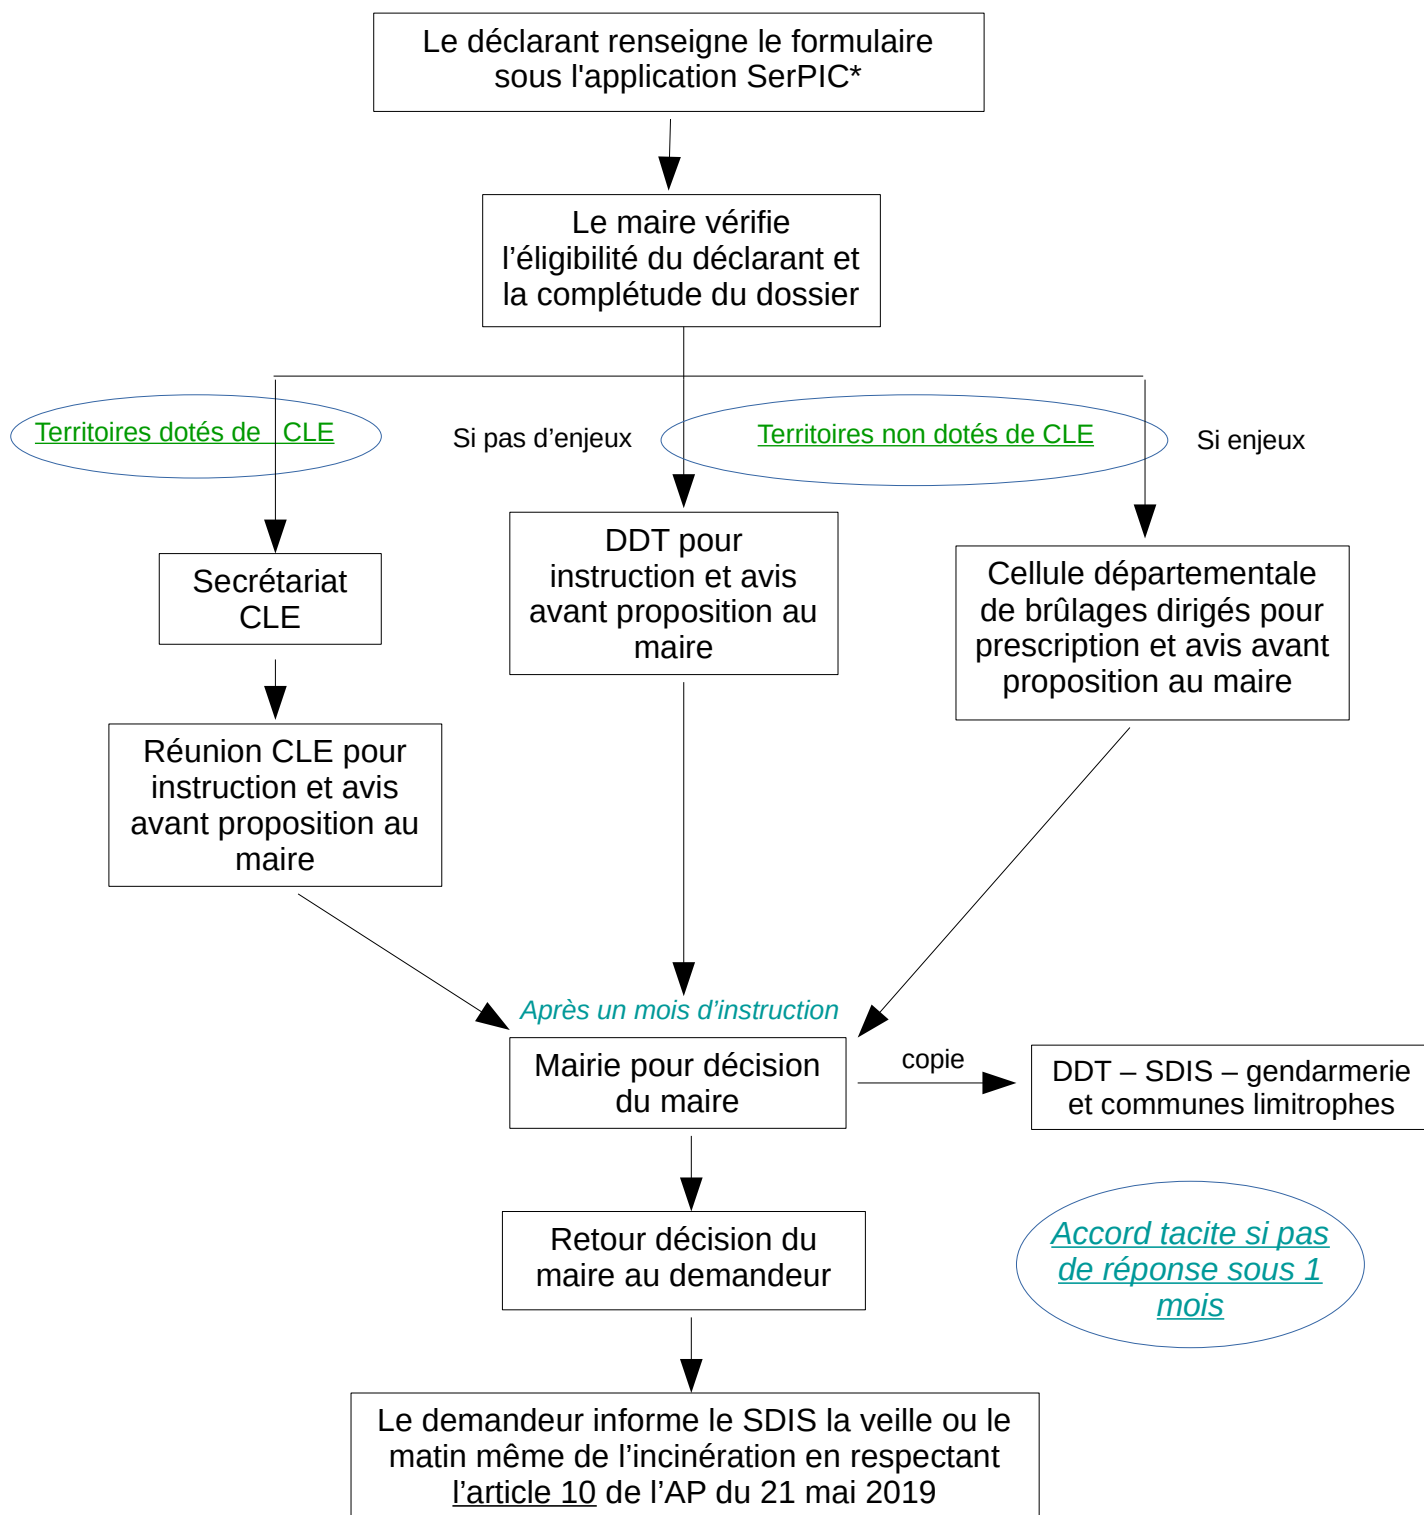 Le déclarant renseigne le formulaire
sous l'application SerPIC*
Le maire vérifie
l’éligibilité du déclarant et
la complétude du dossier
Territoires dotés de   CLE
Si pas d’enjeux
Territoires non dotés de CLE
Si enjeux
Secrétariat
CLE
DDT pour
instruction et avis
avant proposition au
maire
Cellule départementale
de brûlages dirigés pour
prescription et avis avant
proposition au maire
Réunion CLE pour
instruction et avis
avant proposition au
maire
Après un mois d’instruction
Mairie pour décision
du maire
copie
DDT – SDIS – gendarmerie
et communes limitrophes
Retour décision du
maire au demandeur
Accord tacite si pas
de réponse sous 1
mois
Le demandeur informe le SDIS la veille ou le
matin même de l’incinération en respectant
l’article 10 de l’AP du 21 mai 2019